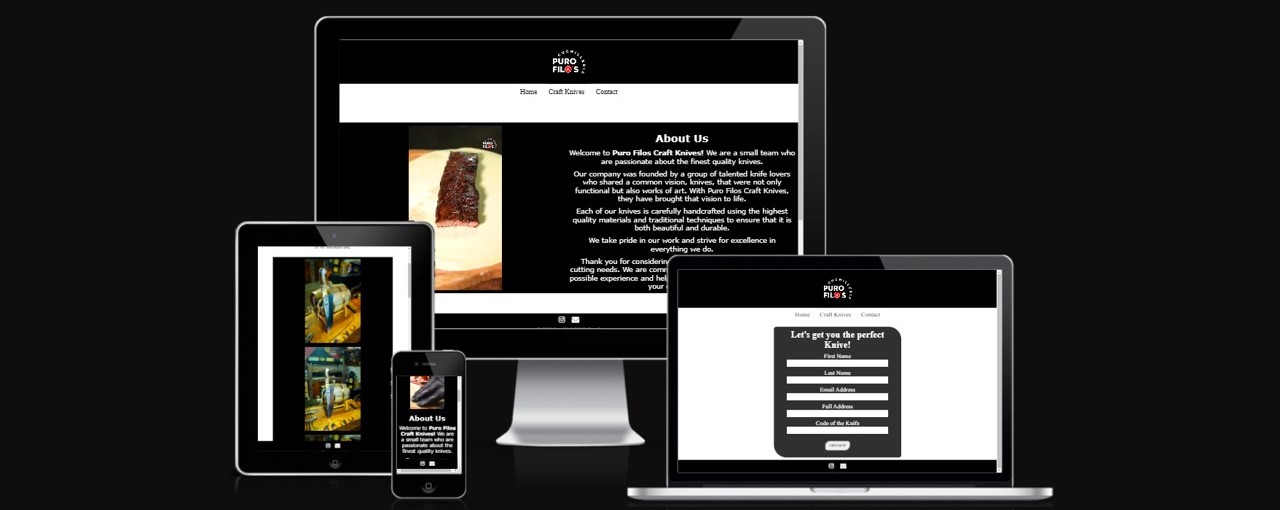 CUCHILLERIA
PURO
FILOS
Home Craft Knives Contact
About Us
Welcome to Puro Filos Craft Knives! We are a small team who
are passionate about the finest quality knives.
Our company was founded by a group of talented knife lovers
who shared a common vision, knives, that were not only
functional but also works of art. With Puro Filos Craft Knives,
they have brought that vision to life.
Each of our knives is carefully handcrafted using the highest
quality materials and traditional techniques to ensure that it is
both beautiful and durable.
We take pride in our work and strive for excellence in
everything we do.
Thank you for considering
cutting needs. We are comm
possible experience and help
your
About Us
Welcome to Puro Filos
Craft Knives! We are
a small team who are
passionate about the
finest quality knives.
CUCHILLERIA
PURO
FILOS
Home Craft Knives Contact
Let's get you the perfect
Knive!
First Name
Last Name
Email Address
Full Address
Code of the Knife